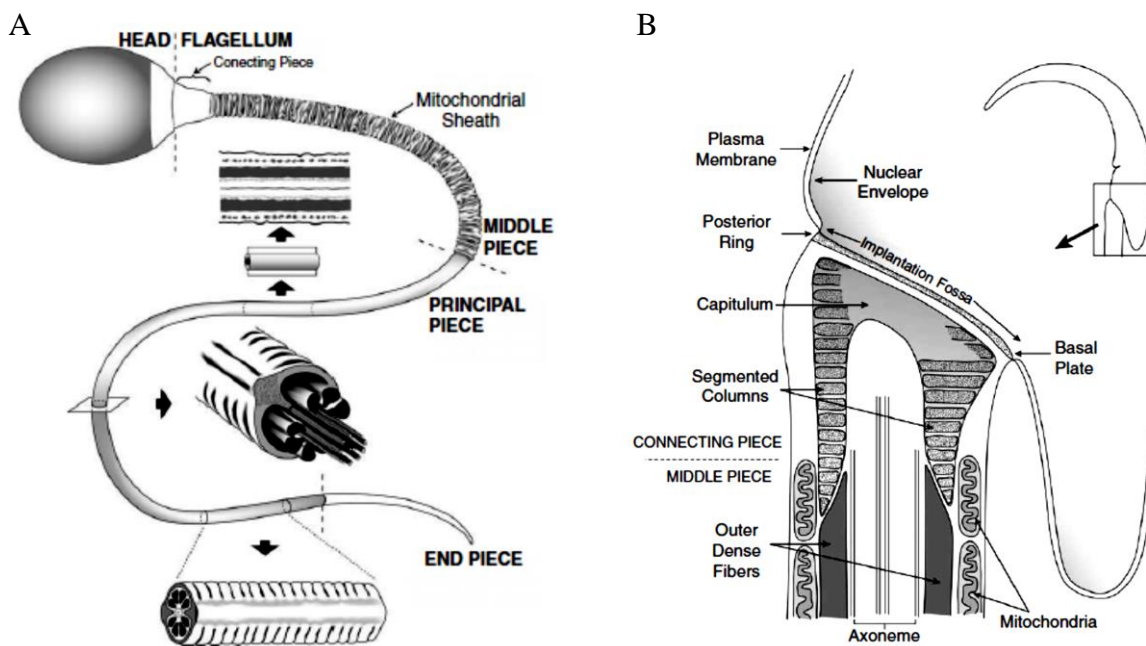 A
HEAD FLAGELLUM
Conecting Piece
Mitochondrial
Sheath
MIDDLE
PIECE
PRINCIPAL
PIECE
END PIECE
B
Plasma
Membrane
Nuclear
Envelope
Posterior
Ring
Implantation Fossa
Capitulum
Basal
Plate
Segmented
Columns
CONNECTING PIECE
MIDDLE PIECE
Outer
Dense
Fibers
Axoneme
Mitochondria